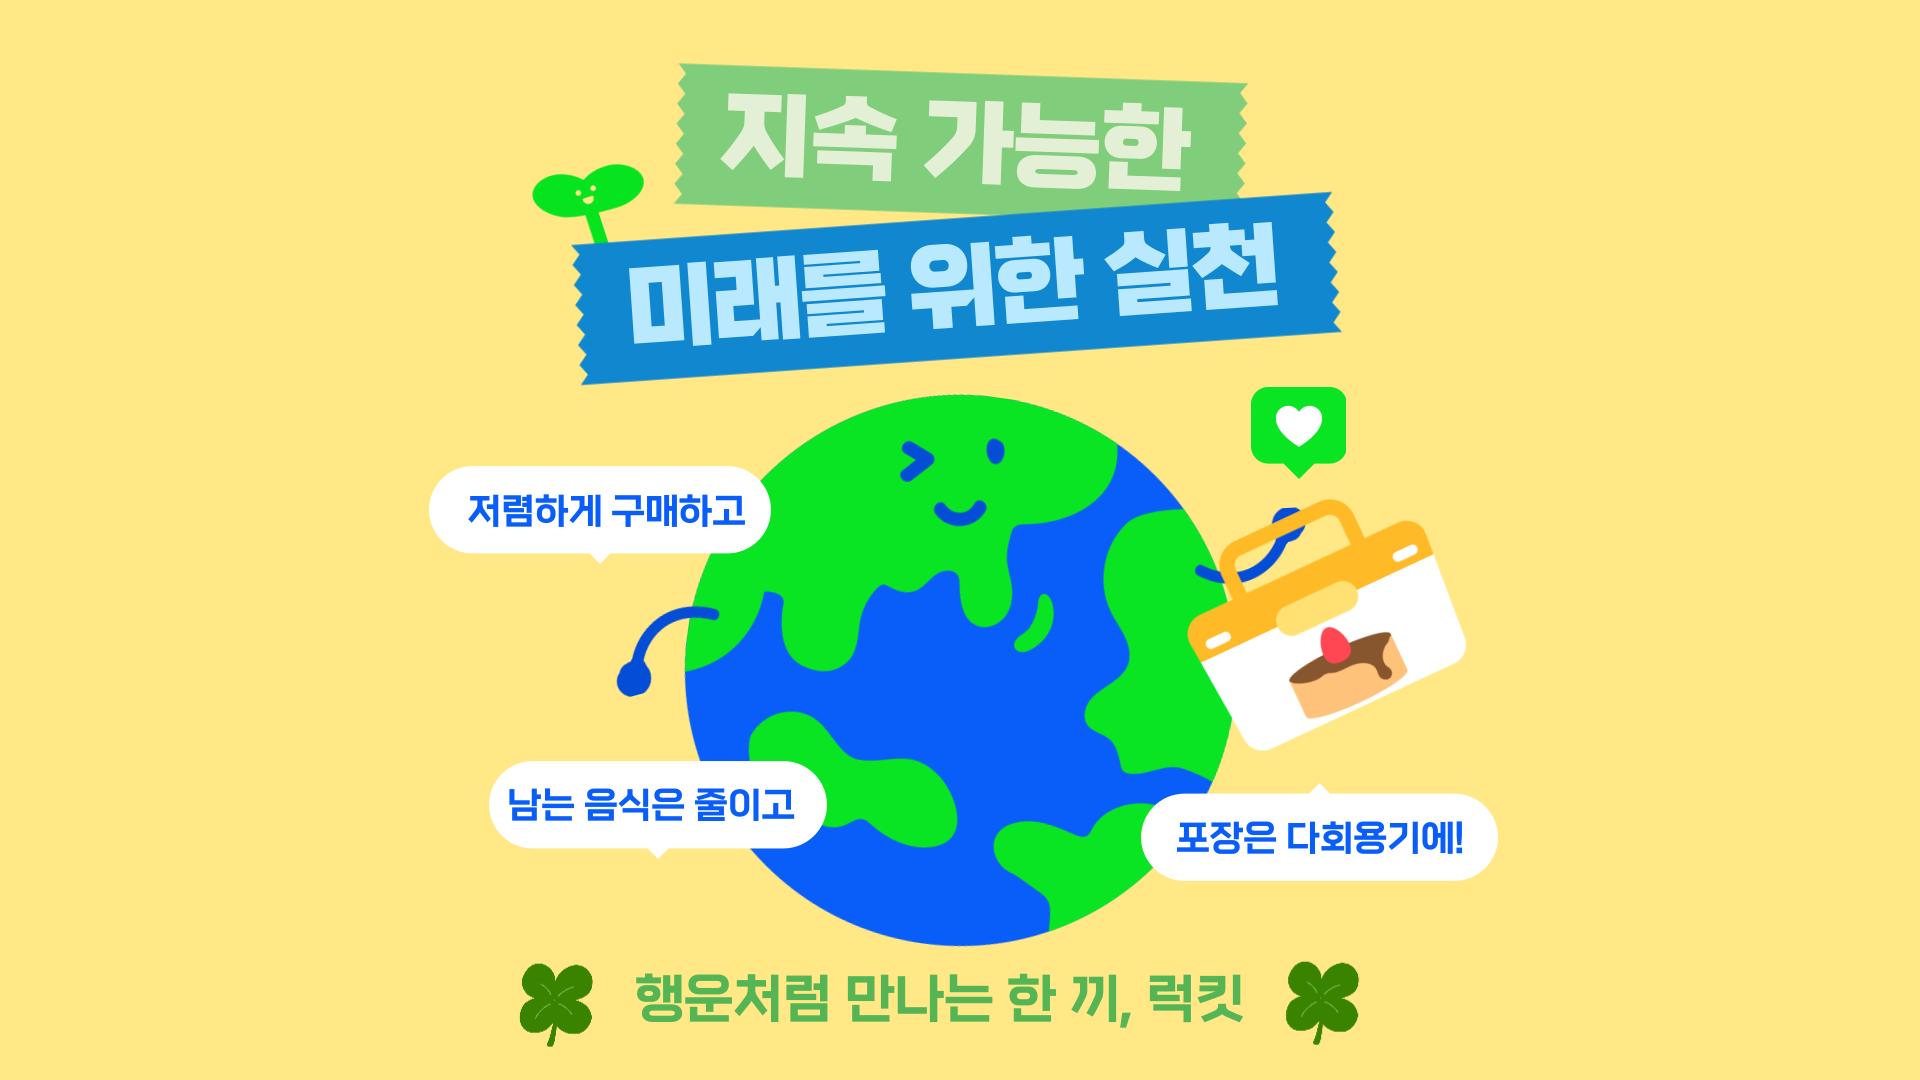 지속 가능한
미래를 위한 실천
저렴하게 구매하고
남는 음식은 줄이고
포장은 다회용기에!
행운처럼 만나는 한 끼, 럭킷